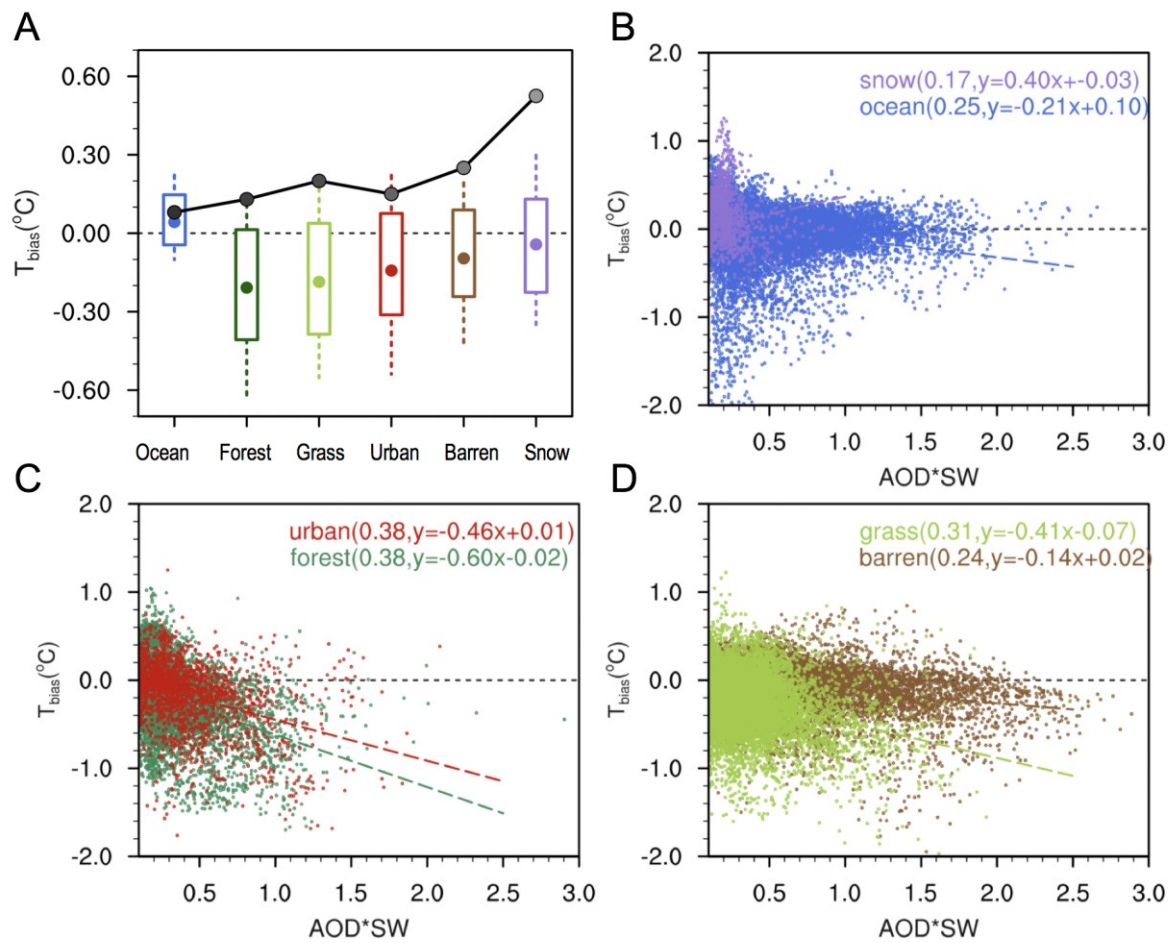 A
0.60
0.30
0.00
-0.30
-0.60
T_bias(°C)
Ocean Forest Grass Urban Barren Snow
B
2.0
1.0
0.0
-1.0
-2.0
T_bias(°C)
snow(0.17,y=0.40x+-0.03)
ocean(0.25,y=-0.21x+0.10)
0.5 1.0 1.5 2.0 2.5 3.0
AOD*SW
C
2.0
1.0
0.0
-1.0
-2.0
T_bias(°C)
urban(0.38,y=-0.46x+0.01)
forest(0.38,y=-0.60x-0.02)
0.5 1.0 1.5 2.0 2.5 3.0
AOD*SW
D
2.0
1.0
0.0
-1.0
-2.0
T_bias(°C)
grass(0.31,y=-0.41x-0.07)
barren(0.24,y=-0.14x+0.02)
0.5 1.0 1.5 2.0 2.5 3.0
AOD*SW